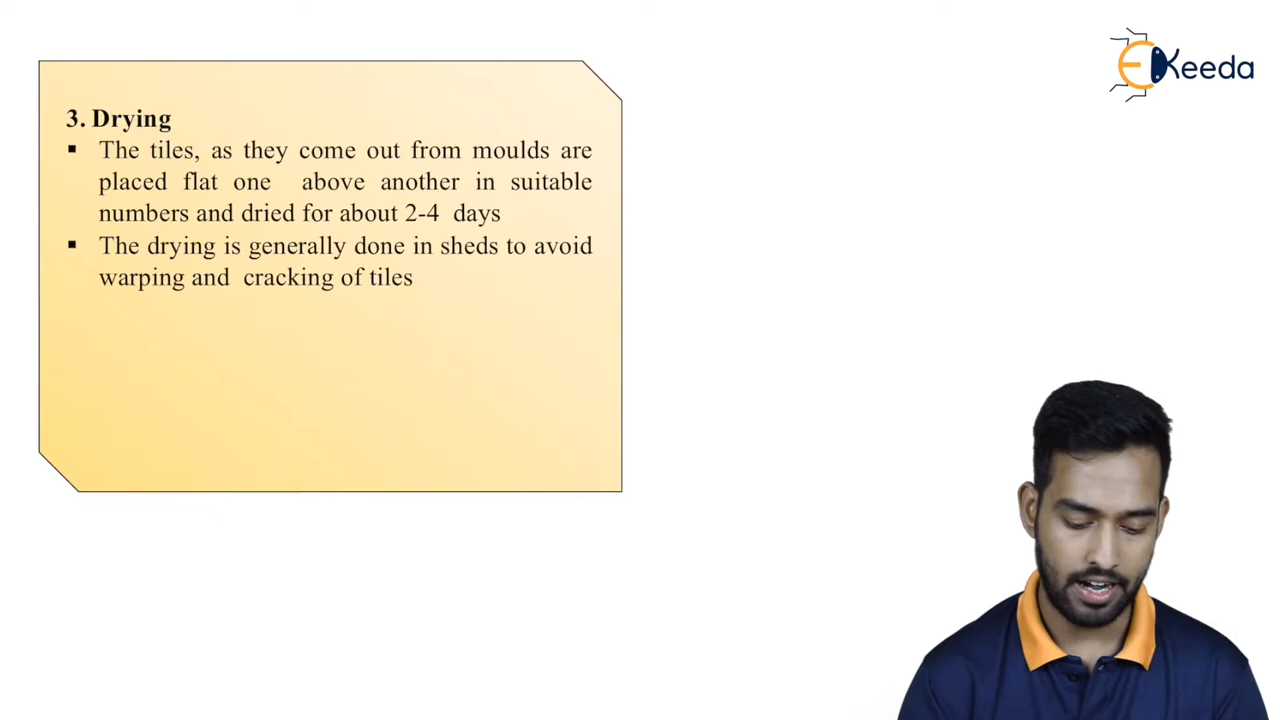 EKeeda
3. Drying
▪ The tiles, as they come out from moulds are
placed flat one above another in suitable
numbers and dried for about 2-4 days
▪ The drying is generally done in sheds to avoid
warping and cracking of tiles